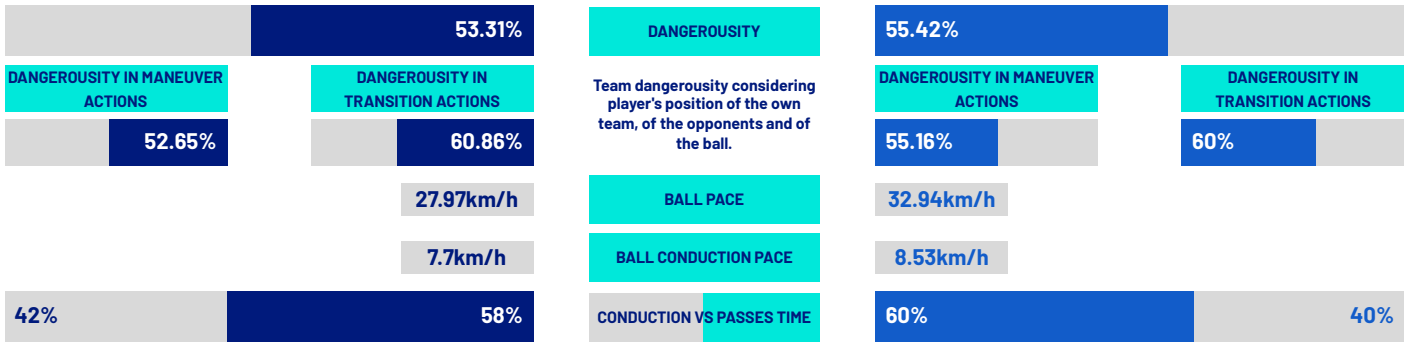 53.31%
DANGEROUSITY
55.42%
DANGEROUSITY IN MANEUVER
ACTIONS
DANGEROUSITY IN
TRANSITION ACTIONS
Team dangerousity considering
player's position of the own
team, of the opponents and of
the ball.
DANGEROUSITY IN MANEUVER
ACTIONS
DANGEROUSITY IN
TRANSITION ACTIONS
52.65%
60.86%
55.16%
60%
27.97km/h
BALL PACE
32.94km/h
7.7km/h
BALL CONDUCTION PACE
8.53km/h
42%
58%
CONDUCTION VS PASSES TIME
60%
40%